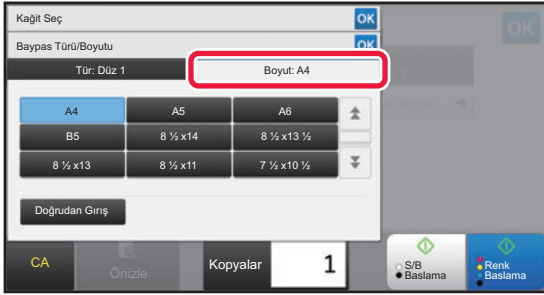 Kağıt Seç
OK
OK
Baypas Türü/Boyutu
OK
Tür: Düz 1
Boyut: A4
A4
A5
A6
B5
8 ½ x14
8 ½ x13 ½
8 ½ x13
8 ½ x11
7 ½ x10 ½
Doğrudan Giriş
CA
Önizle
Kopyalar
1
S/B
Baslama
Renk
Baslama